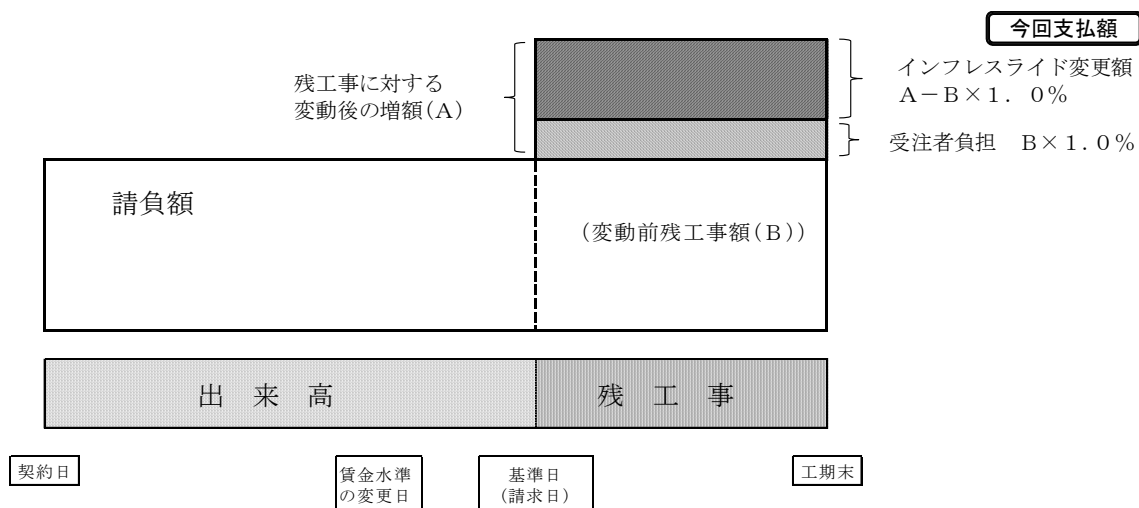 今回支払額
残工事に対する
変動後の増額(A)
インフレスライド変更額
A－B×1．0％
受注者負担　B×1.0％
請負額
（変動前残工事額(B)）
出　来　高
残　工　事
契約日
賃金水準
の変更日
基準日
(請求日)
工期末